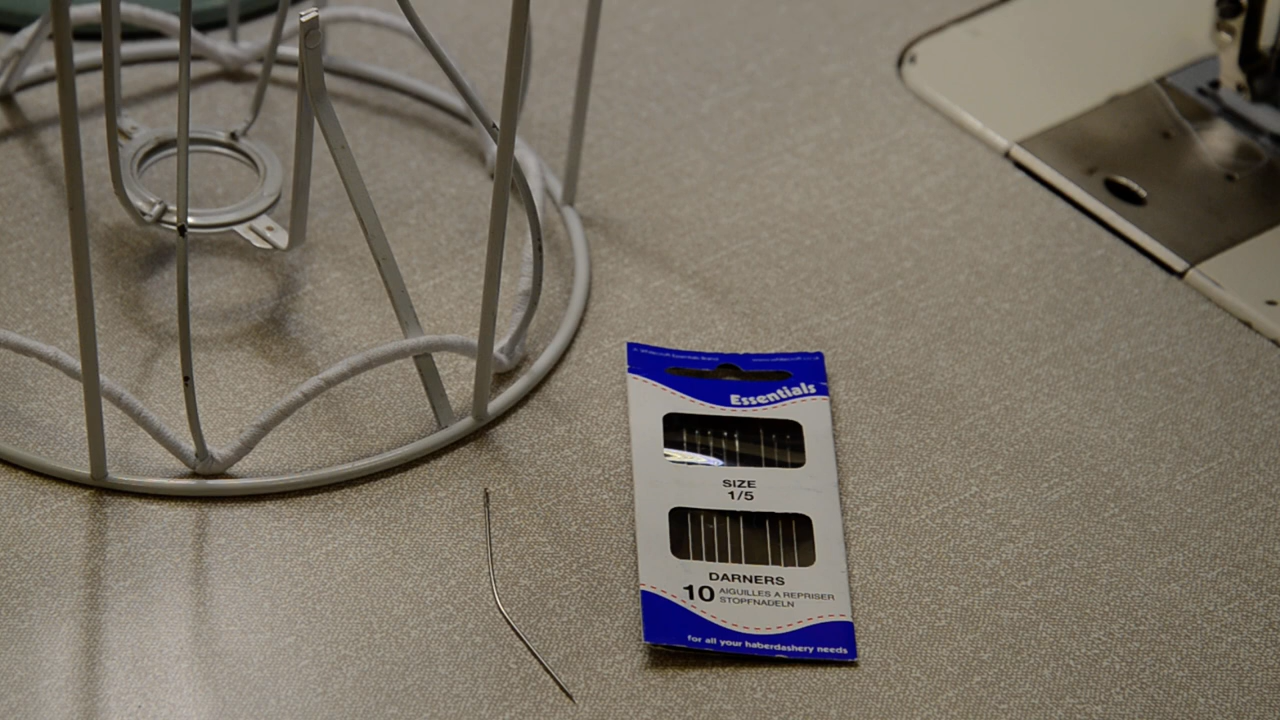 Essentials
SIZE
1/5
DARNERS
10 AIGUILLES A REPRISER
STOPFNADELN
for all your haberdashery needs